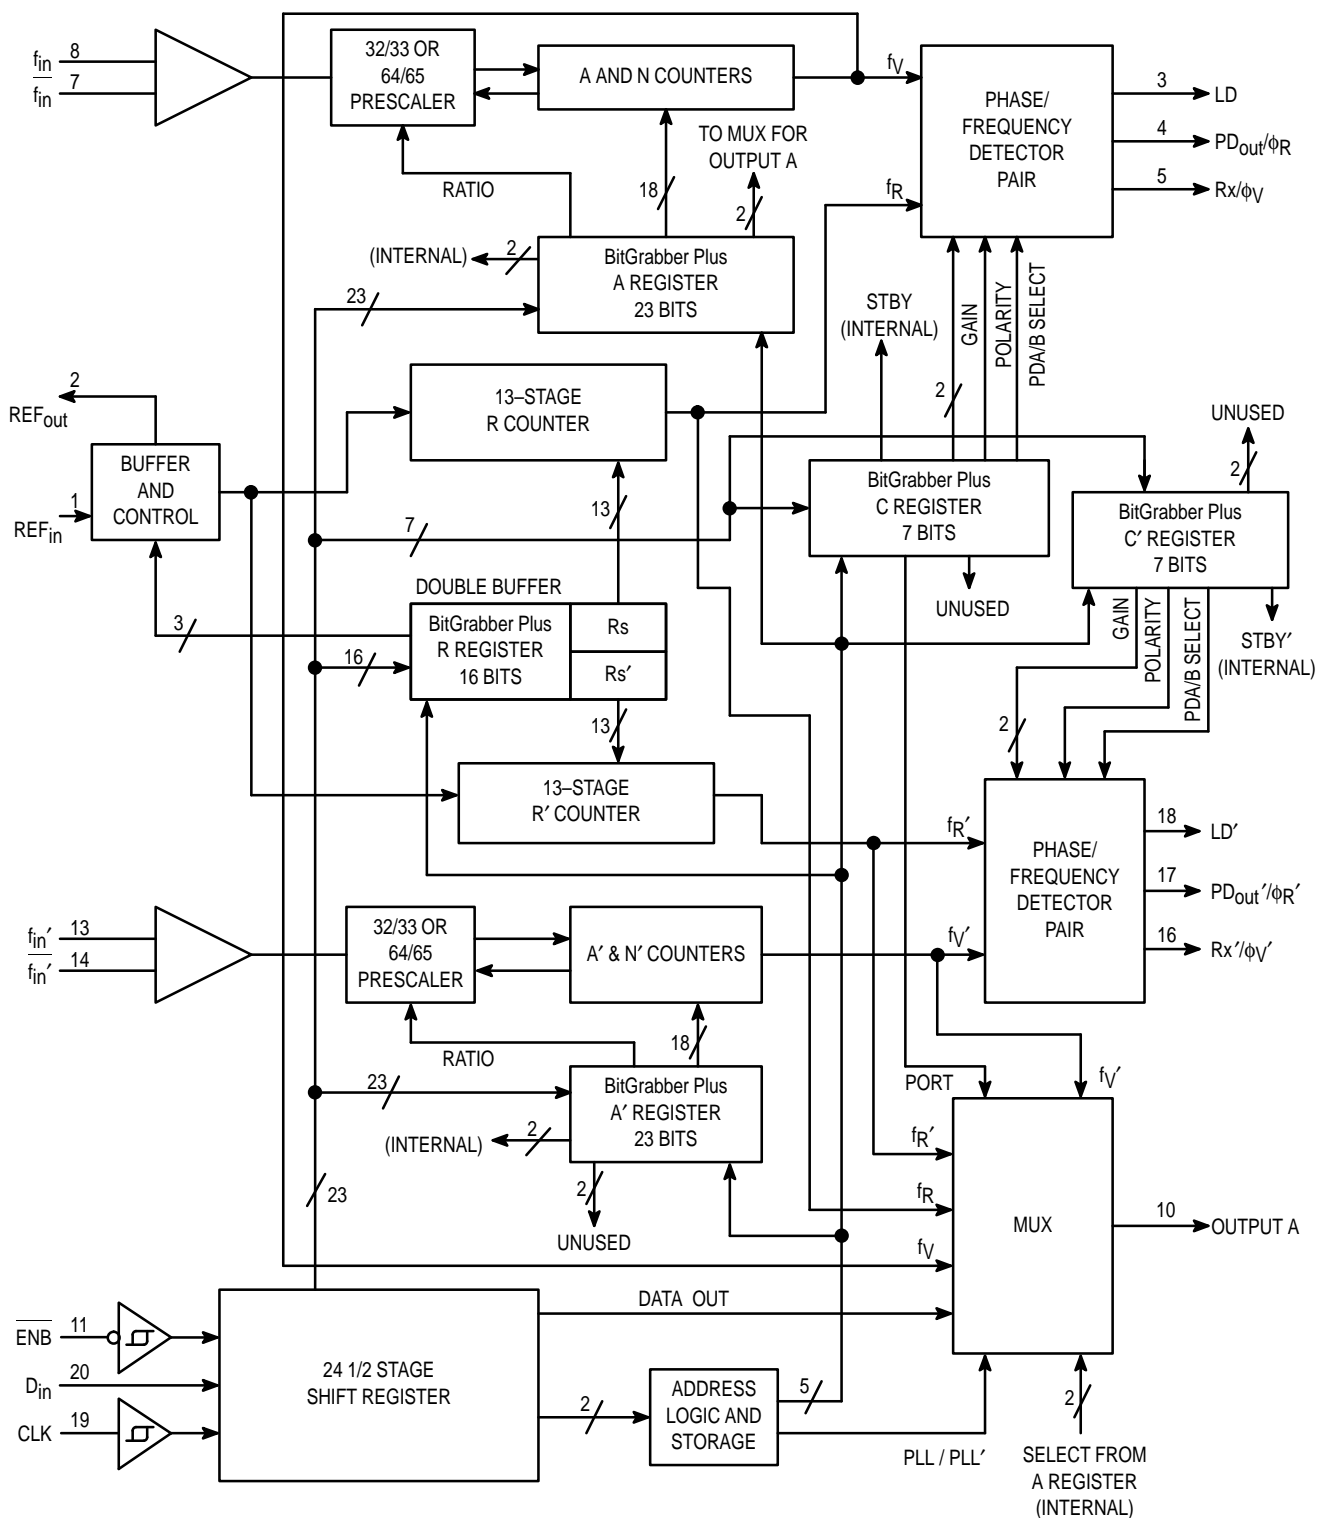 fin
8
fin
7
32/33 OR
64/65
PRESCALER
A AND N COUNTERS
fV
PHASE/
FREQUENCY
DETECTOR
PAIR
3
LD
4
PDout/ϕR
5
Rx/ϕV
TO MUX FOR
OUTPUT A
RATIO
18
2
fR
(INTERNAL)
2
BitGrabber Plus
A REGISTER
23 BITS
23
STBY
(INTERNAL)
GAIN
POLARITY
PDA/B SELECT
2
2
REFout
13–STAGE
R COUNTER
UNUSED
2
BUFFER
AND
CONTROL
1
REFin
13
7
BitGrabber Plus
C REGISTER
7 BITS
BitGrabber Plus
C′ REGISTER
7 BITS
UNUSED
DOUBLE BUFFER
3
BitGrabber Plus
R REGISTER
16 BITS
Rs
Rs′
16
GAIN
POLARITY
PDA/B SELECT
STBY′
(INTERNAL)
13
2
13–STAGE
R′ COUNTER
fR′
PHASE/
FREQUENCY
DETECTOR
PAIR
18
LD′
17
PDout′/ϕR′
16
Rx′/ϕV′
fin′
13
fin′
14
32/33 OR
64/65
PRESCALER
A′ & N′ COUNTERS
fV′
RATIO
18
PORT
fV′
23
BitGrabber Plus
A′ REGISTER
23 BITS
(INTERNAL)
2
2
UNUSED
23
fR′
fR
fV
MUX
10
OUTPUT A
DATA OUT
ENB
11
Din
20
CLK
19
24 1/2 STAGE
SHIFT REGISTER
2
ADDRESS
LOGIC AND
STORAGE
5
PLL / PLL′
2
SELECT FROM
A REGISTER
(INTERNAL)